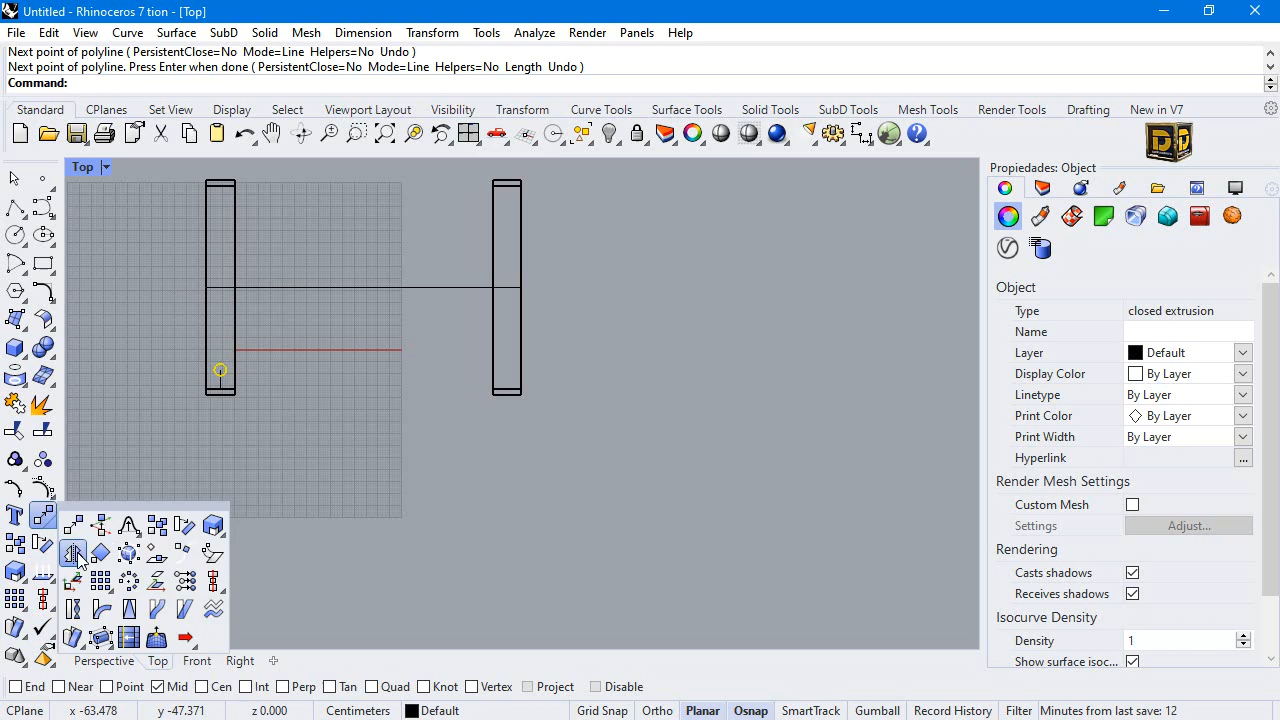 Untitled - Rhinoceros 7 tion - [Top]
File Edit View Curve Surface Solid SubD Mesh Dimension Transform Tools Analyze Render Panels Help
Next point of polyline ( PersistentClose=No Mode=Line Helpers=No Undo )
Next point of polyline. Press Enter when done ( PersistentClose=No Mode=Line Helpers=No Length Undo )
Command:
Standard CPlanes Set View Display Select Viewport Layout Visibility Transform Curve Tools Surface Tools Solid Tools SubD Tools Mesh Tools Render Tools Drafting New in V7
Top
Propiedades: Object
Object
Type closed extrusion
Name
Layer Default
Display Color By Layer
Linetype By Layer
Print Color By Layer
Print Width By Layer
Hyperlink ...
Render Mesh Settings
Custom Mesh
Settings Adjust...
Rendering
Casts shadows
Receives shadows
Isocurve Density
Density 1
Show surface isoc...
Perspective Top Front Right
End Near Point Mid Cen Int Perp Tan Quad Knot Vertex Project Disable
CPlane x -63.478 y -47.371 z 0.000 Centimeters Default Grid Snap Ortho Planar Osnap SmartTrack Gumball Record History Filter Minutes from last save: 12